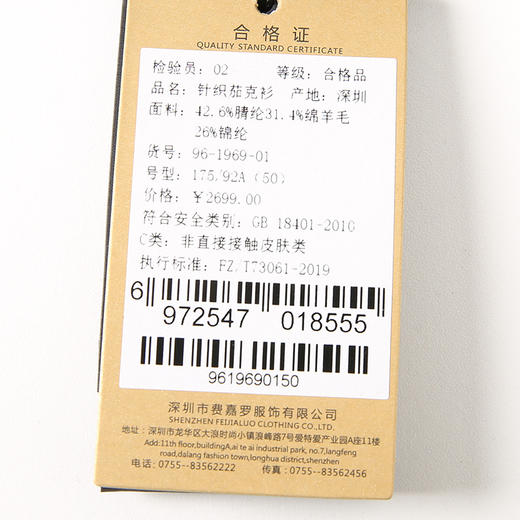 合格证
QUALITY STANDARD CERTIFICATE
检验员：02 等级：合格品
品名：针织茄克衫 产地：深圳
面料：42.6%腈纶31.4%绵羊毛
26%锦纶
货号：96-1969-01
号型：175/92A（50）
价格：￥2699.00
符合安全类别：GB 18401-2010
C类：非直接接触皮肤类
执行标准：FZ/T73061-2019
6 972547 018555
9619690150
深圳市费嘉罗服饰有限公司
SHENZHEN FEIJIALUO CLOTHING CO.,LTD.
地址：深圳市龙华区大浪时尚小镇浪峰路7号爱特爱产业园A座11楼
Add:11th floor,buildingA,ai te ai industrial park, no.7,langfeng
road,dalang fashion town,longhua district,shenzhen
电话：0755--83562222 传真：0755--83562456